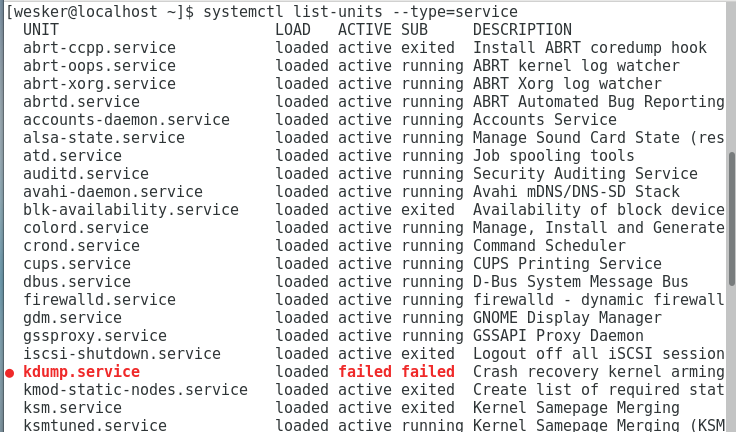 [wesker@localhost ~]$ systemctl list-units --type=service
UNIT LOAD ACTIVE SUB DESCRIPTION
abrt-ccpp.service loaded active exited Install ABRT coredump hook
abrt-oops.service loaded active running ABRT kernel log watcher
abrt-xorg.service loaded active running ABRT Xorg log watcher
abrtd.service loaded active running ABRT Automated Bug Reporting
accounts-daemon.service loaded active running Accounts Service
alsa-state.service loaded active running Manage Sound Card State (res
atd.service loaded active running Job spooling tools
auditd.service loaded active running Security Auditing Service
avahi-daemon.service loaded active running Avahi mDNS/DNS-SD Stack
blk-availability.service loaded active exited Availability of block device
colord.service loaded active running Manage, Install and Generate
crond.service loaded active running Command Scheduler
cups.service loaded active running CUPS Printing Service
dbus.service loaded active running D-Bus System Message Bus
firewalld.service loaded active running firewalld - dynamic firewall
gdm.service loaded active running GNOME Display Manager
gssproxy.service loaded active running GSSAPI Proxy Daemon
iscsi-shutdown.service loaded active exited Logout off all iSCSI session
● kdump.service loaded failed failed Crash recovery kernel arming
kmod-static-nodes.service loaded active exited Create list of required stat
ksm.service loaded active exited Kernel Samepage Merging
ksmtuned.service loaded active running Kernel Samepage Merging (KSM